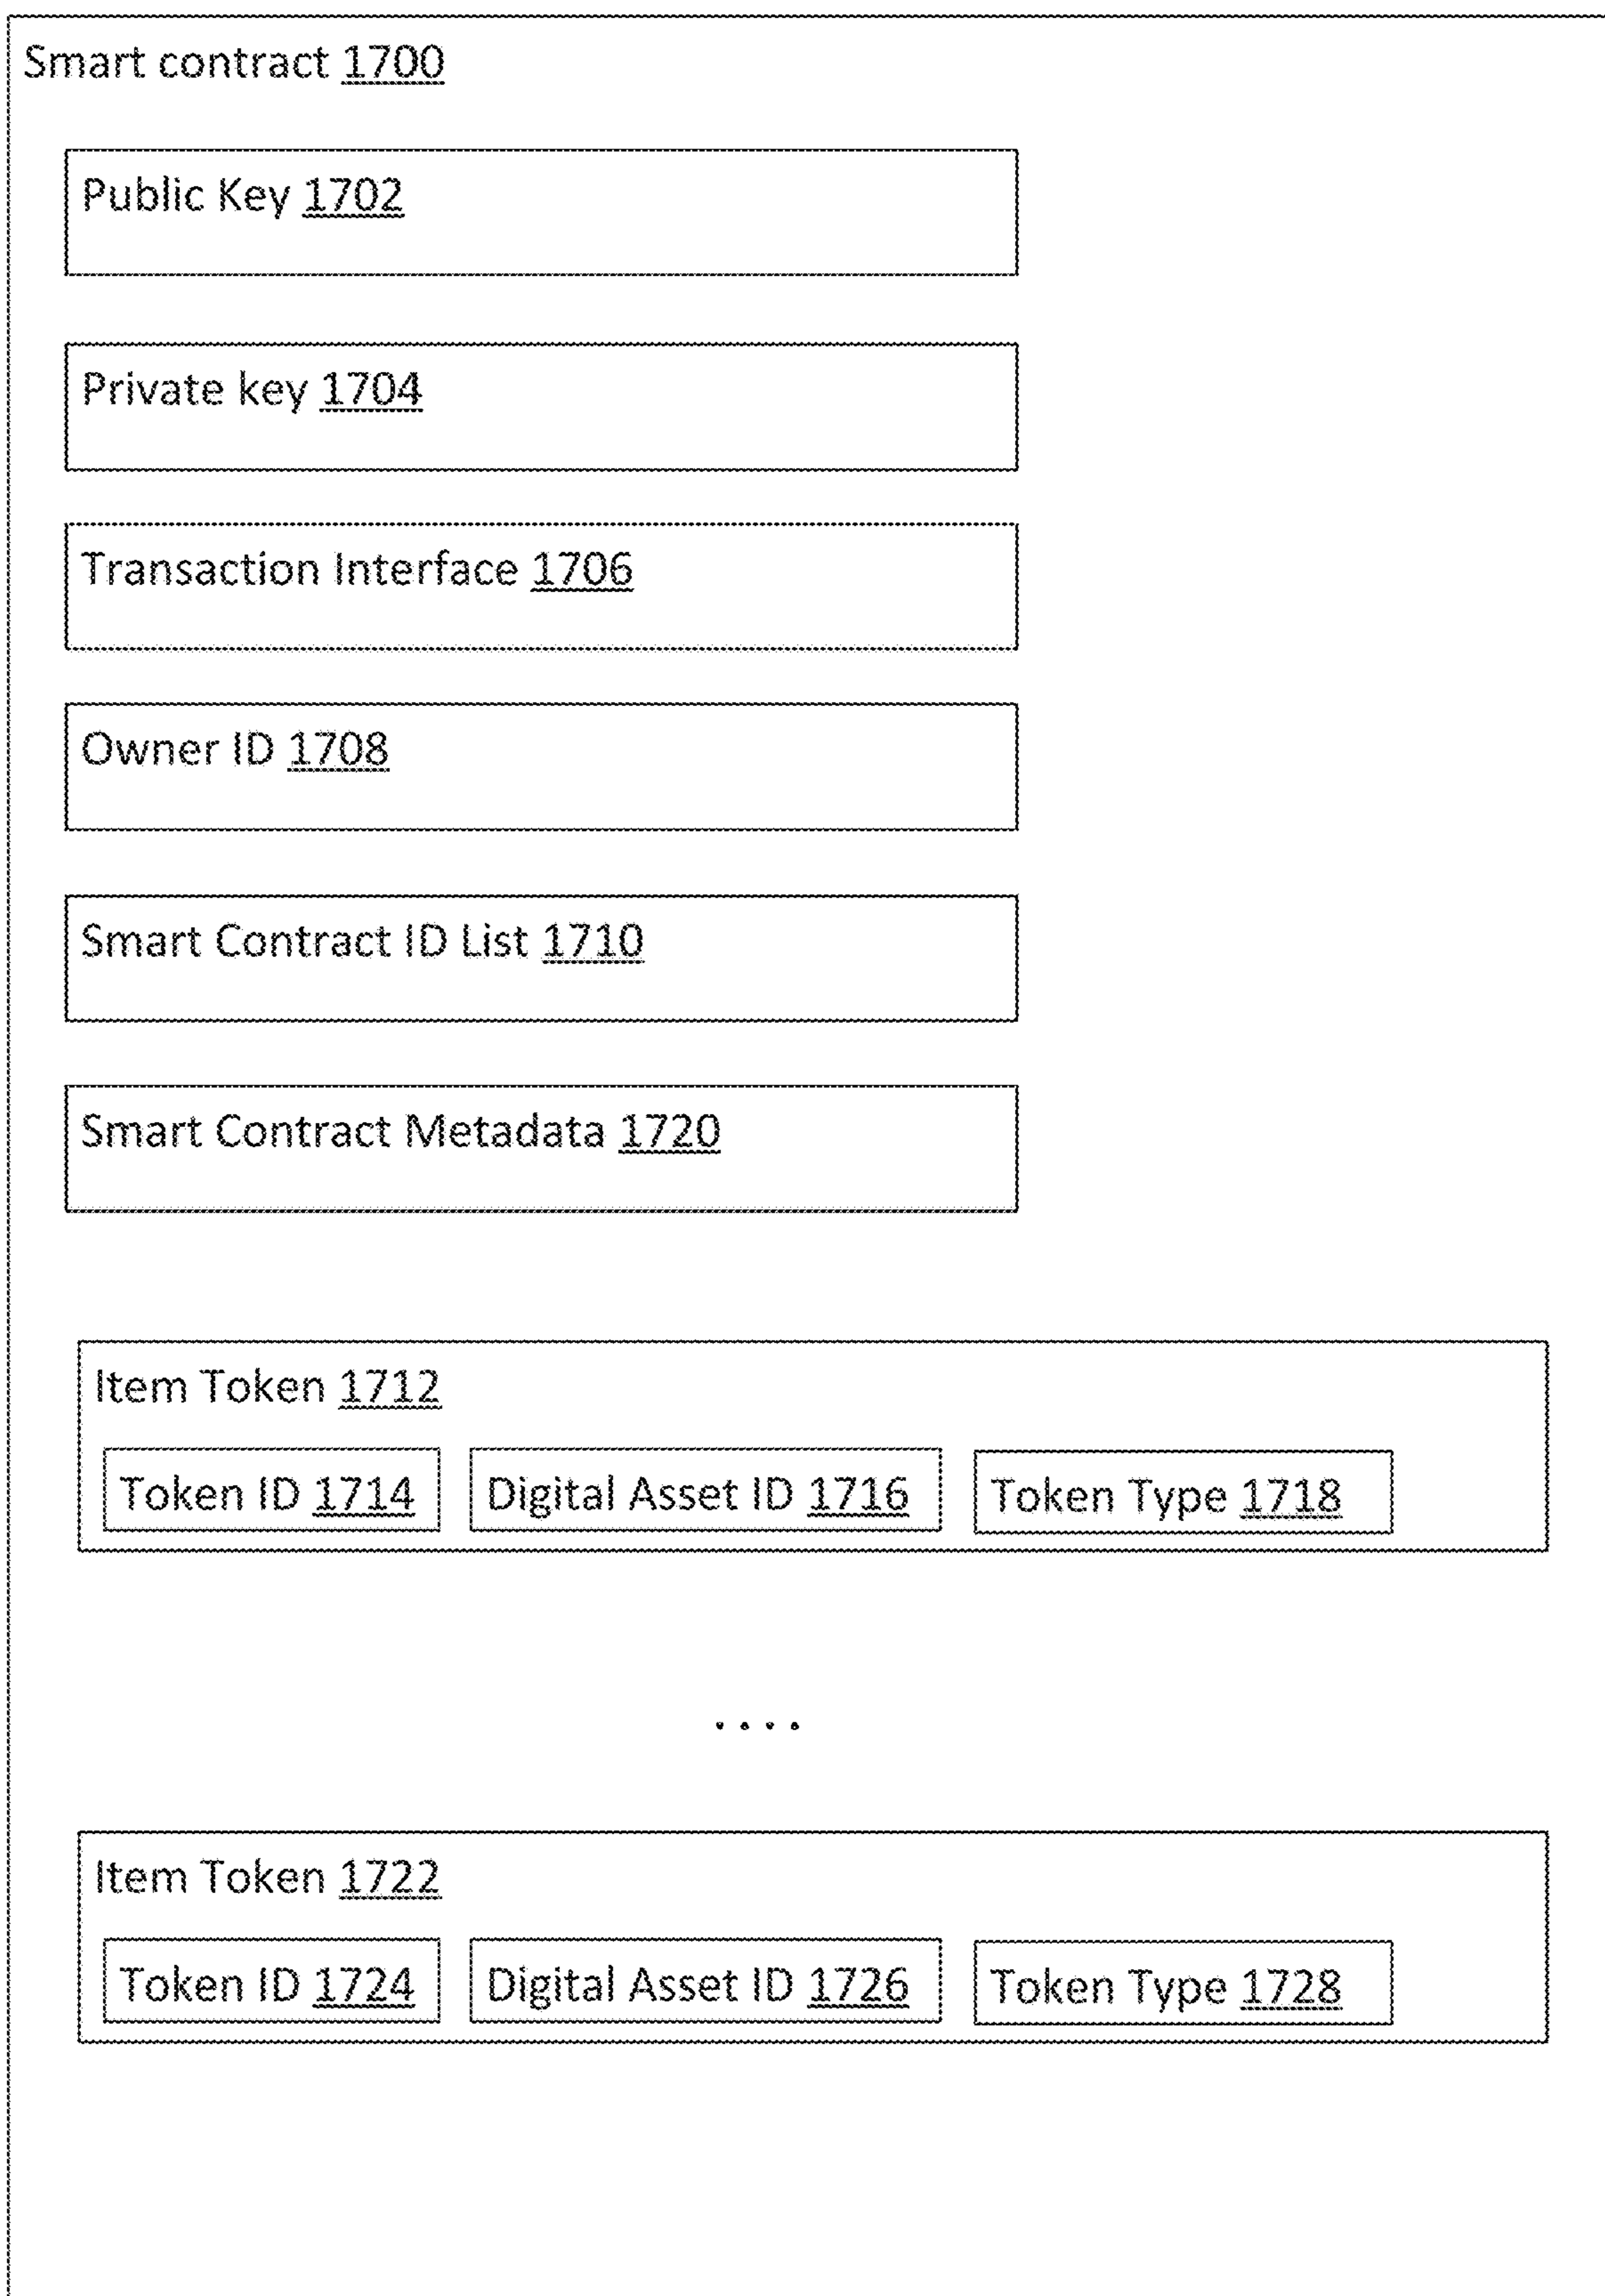 Smart contract 1700
Public Key 1702
Private key 1704
Transaction Interface 1706
Owner ID 1708
Smart Contract ID List 1710
Smart Contract Metadata 1720
Item Token 1712
Token ID 1714 Digital Asset ID 1716 Token Type 1718
....
Item Token 1722
Token ID 1724 Digital Asset ID 1726 Token Type 1728